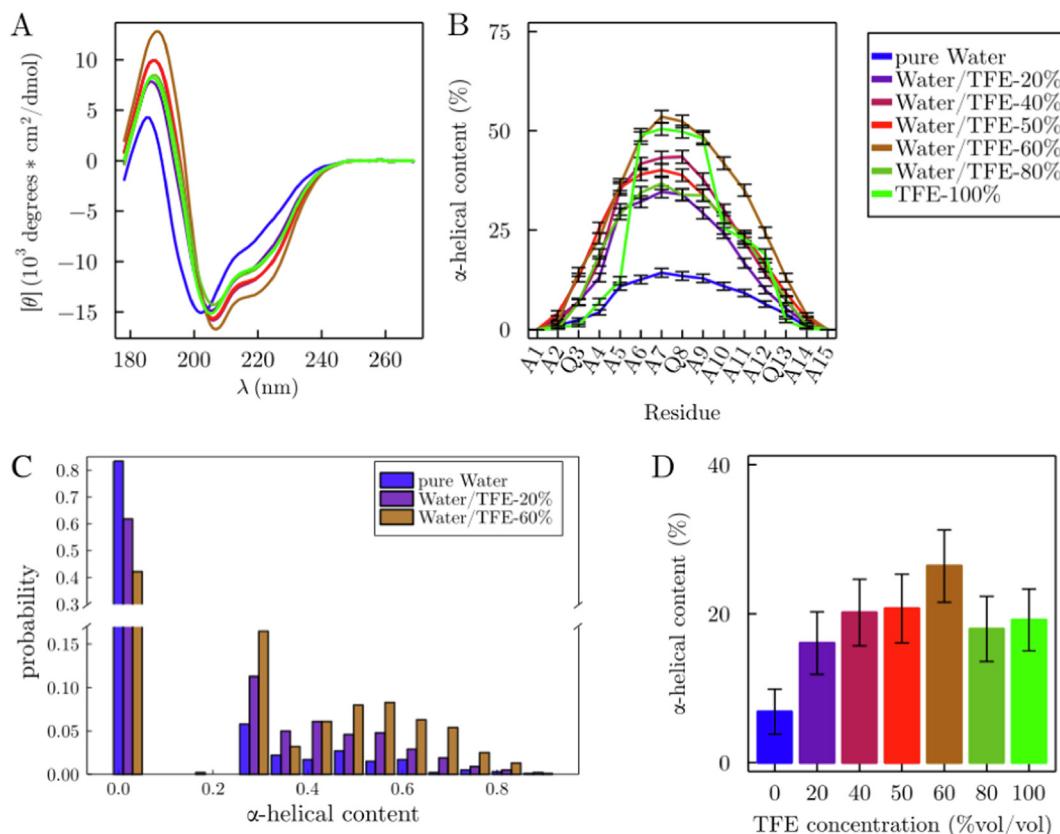 A
[θ] (10³ degrees * cm²/dmol)
10
5
0
−5
−10
−15
180
200
220
240
260
λ (nm)
B
α-helical content (%)
75
50
25
0
A1
A2
Q3
A4
A5
A6
A7
Q8
A9
A10
A11
A12
Q13
A14
A15
Residue
pure Water
Water/TFE-20%
Water/TFE-40%
Water/TFE-50%
Water/TFE-60%
Water/TFE-80%
TFE-100%
C
probability
0.8
0.7
0.6
0.5
0.4
0.3
0.15
0.10
0.05
0.00
0.0
0.2
0.4
0.6
0.8
α-helical content
pure Water
Water/TFE-20%
Water/TFE-60%
D
α-helical content (%)
40
20
0
0
20
40
50
60
80
100
TFE concentration (%vol/vol)